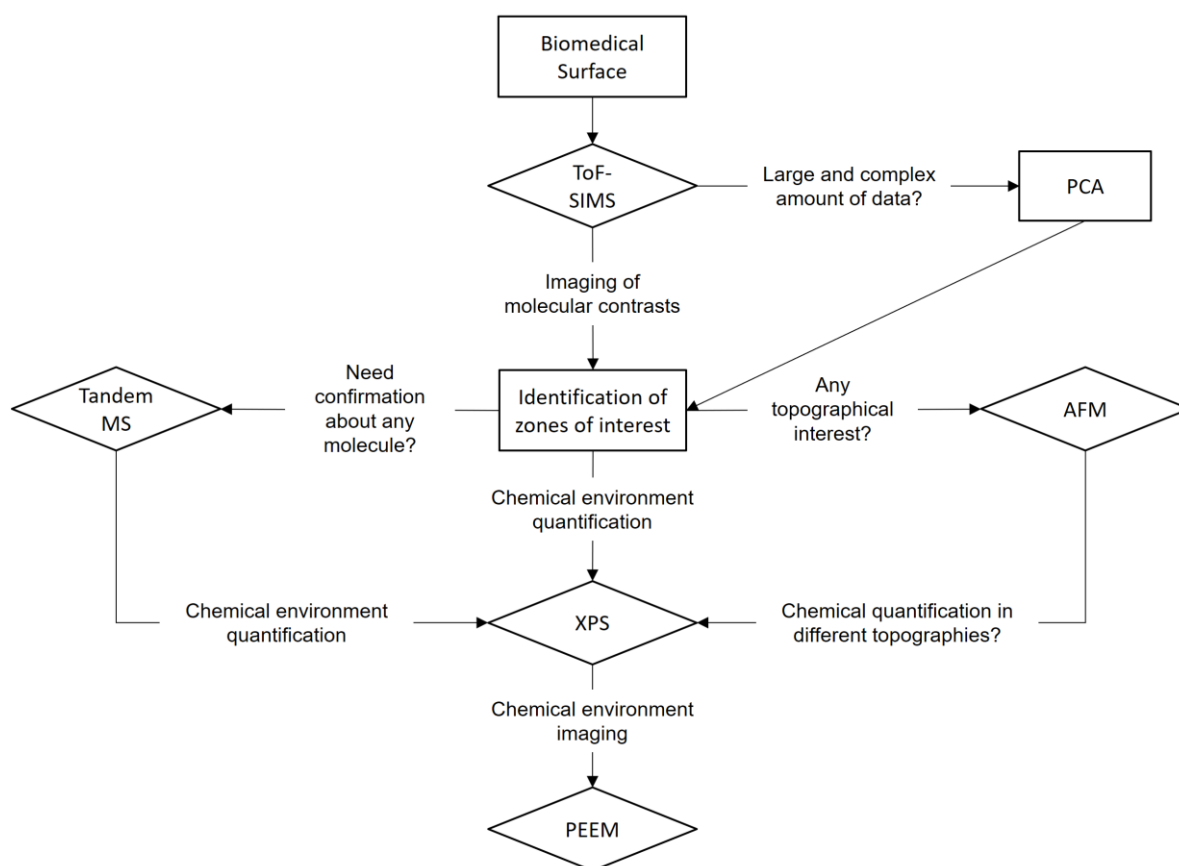 Biomedical
Surface
ToF-
SIMS
Large and complex
amount of data?
PCA
Imaging of
molecular contrasts
Tandem
MS
Need
confirmation
about any
molecule?
Identification of
zones of interest
Any
topographical
interest?
AFM
Chemical environment
quantification
Chemical environment
quantification
XPS
Chemical quantification in
different topographies?
Chemical environment
imaging
PEEM